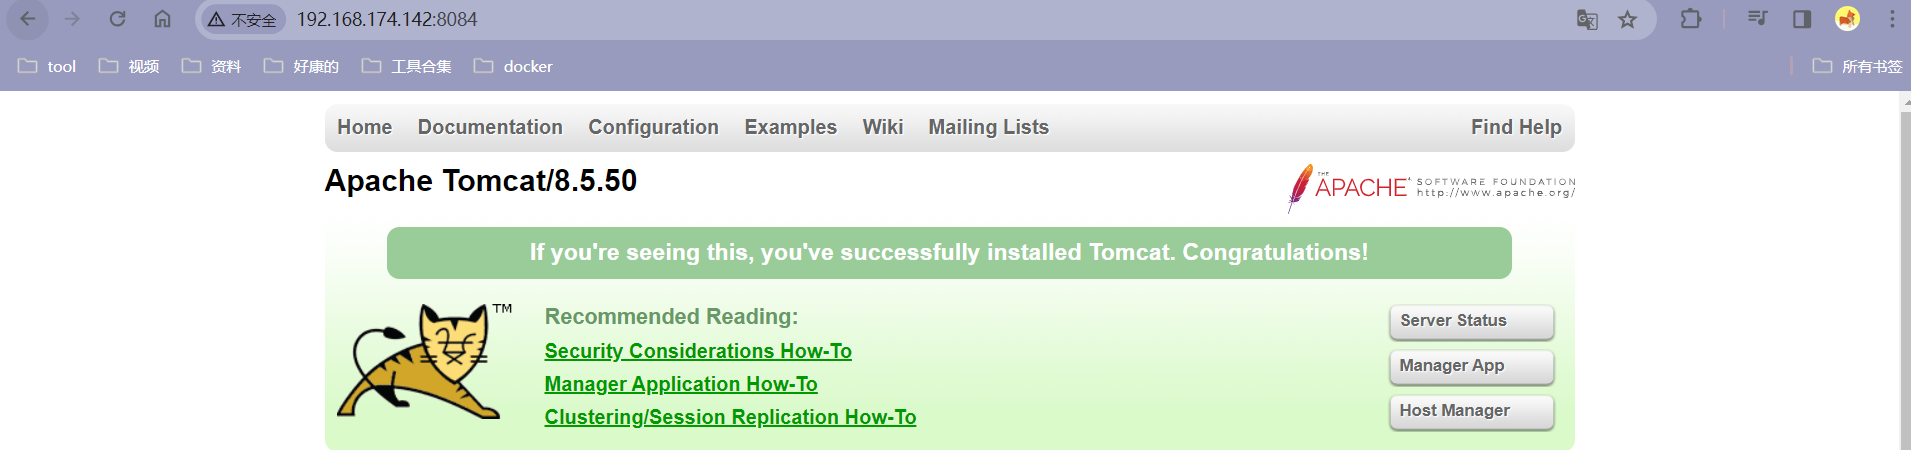 不安全 192.168.174.142:8084
tool 视频 资料 好康的 工具合集 docker 所有书签
Home Documentation Configuration Examples Wiki Mailing Lists Find Help
Apache Tomcat/8.5.50
THE APACHE SOFTWARE FOUNDATION
http://www.apache.org/
If you're seeing this, you've successfully installed Tomcat. Congratulations!
TM
Recommended Reading:
Security Considerations How-To
Manager Application How-To
Clustering/Session Replication How-To
Server Status
Manager App
Host Manager